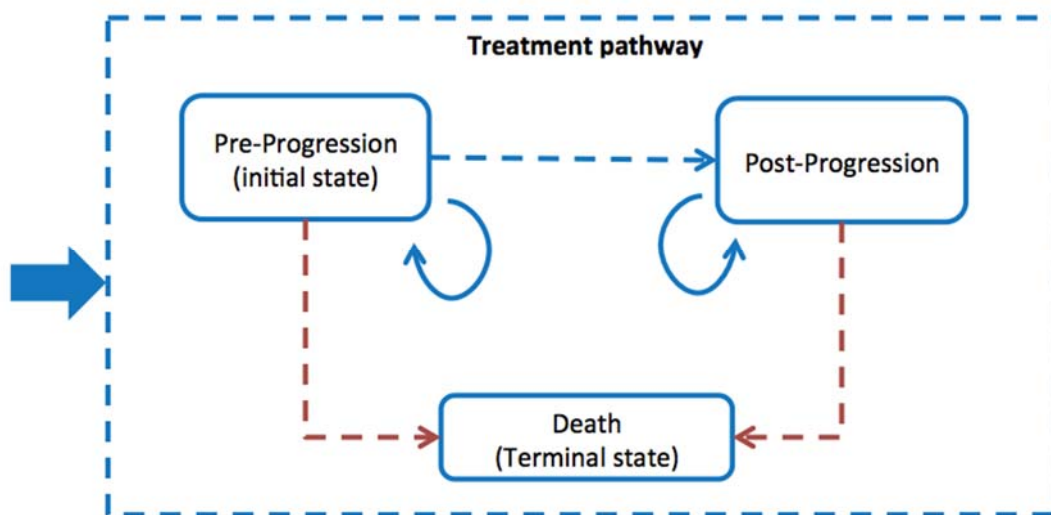 Treatment pathway
Pre-Progression
(initial state)
Post-Progression
Death
(Terminal state)